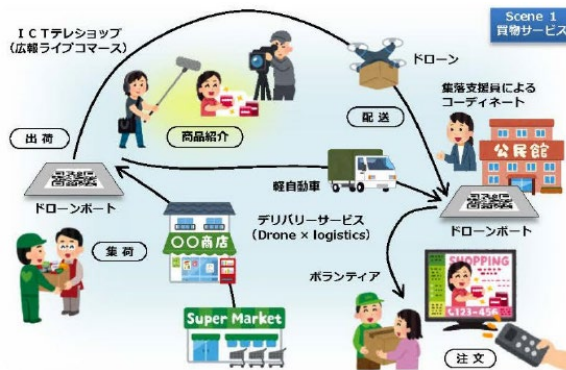 Scene 1
買物サービス
ICTテレショップ
(広報ライブコマース)
ドローン
集落支援員による
コーディネート
出荷
商品紹介
配送
公民館
軽自動車
ドローンポート
ドローンポート
デリバリーサービス
(Drone × logistics)
〇〇商店
集荷
ボランティア
SHOPPING
123-456
Super Market
注文